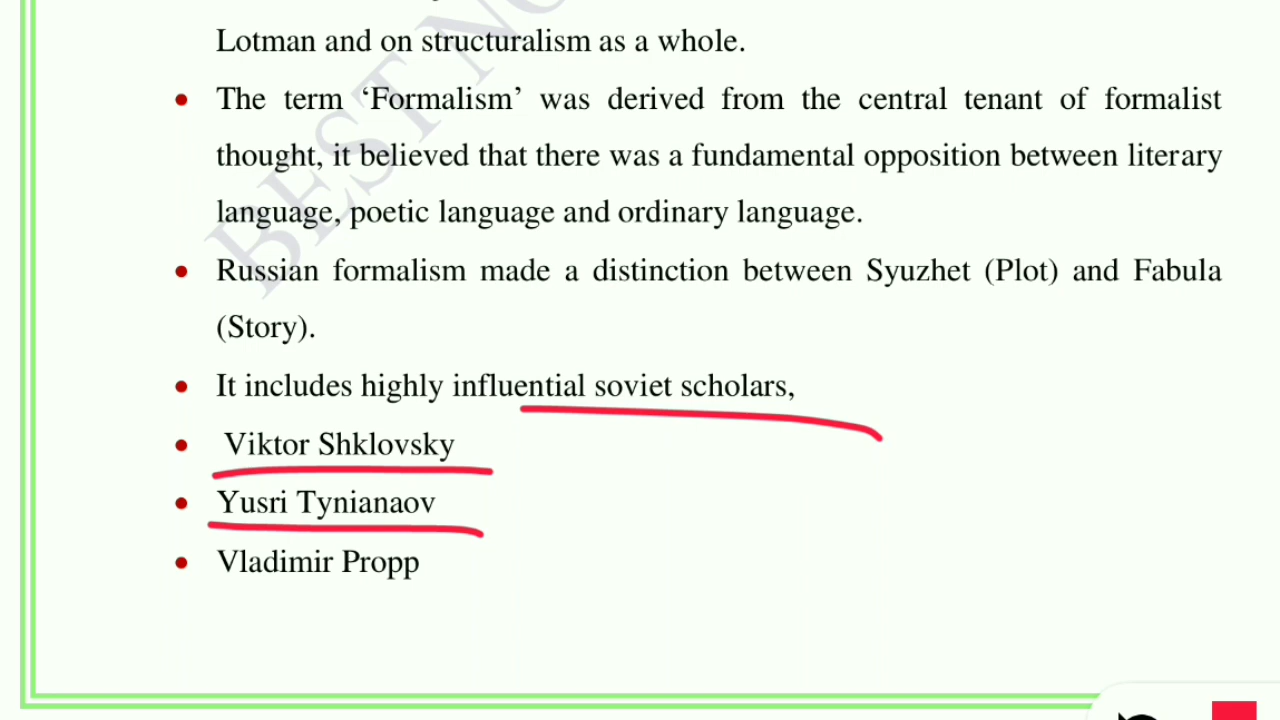 Lotman and on structuralism as a whole.
• The term ‘Formalism’ was derived from the central tenant of formalist
thought, it believed that there was a fundamental opposition between literary
language, poetic language and ordinary language.
• Russian formalism made a distinction between Syuzhet (Plot) and Fabula
(Story).
• It includes highly influential soviet scholars,
• Viktor Shklovsky
• Yusri Tynianaov
• Vladimir Propp
BEST